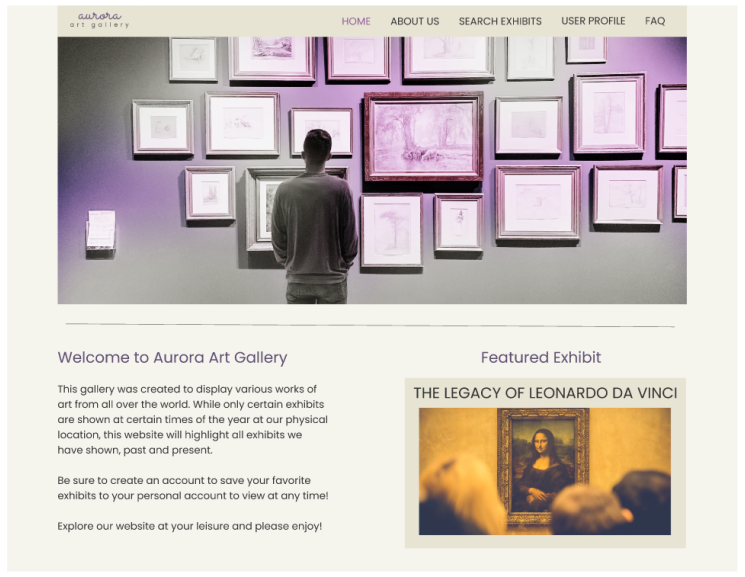 aurora
art gallery
HOME ABOUT US SEARCH EXHIBITS USER PROFILE FAQ
Welcome to Aurora Art Gallery
This gallery was created to display various works of
art from all over the world. While only certain exhibits
are shown at certain times of the year at our physical
location, this website will highlight all exhibits we
have shown, past and present.
Be sure to create an account to save your favorite
exhibits to your personal account to view at any time!
Explore our website at your leisure and please enjoy!
Featured Exhibit
THE LEGACY OF LEONARDO DA VINCI